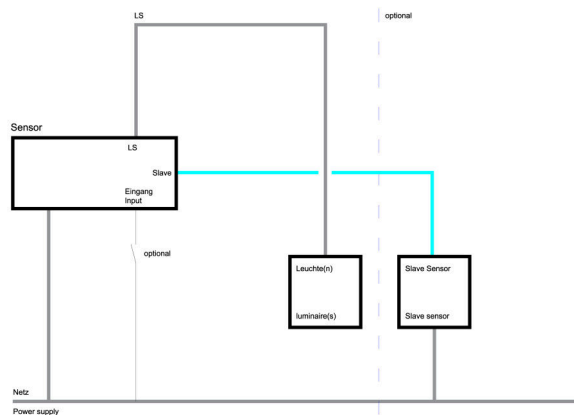 LS
optional
Sensor
LS
Slave
Eingang
Input
optional
Leuchte(n)
luminaire(s)
Slave Sensor
Slave sensor
Netz
Power supply